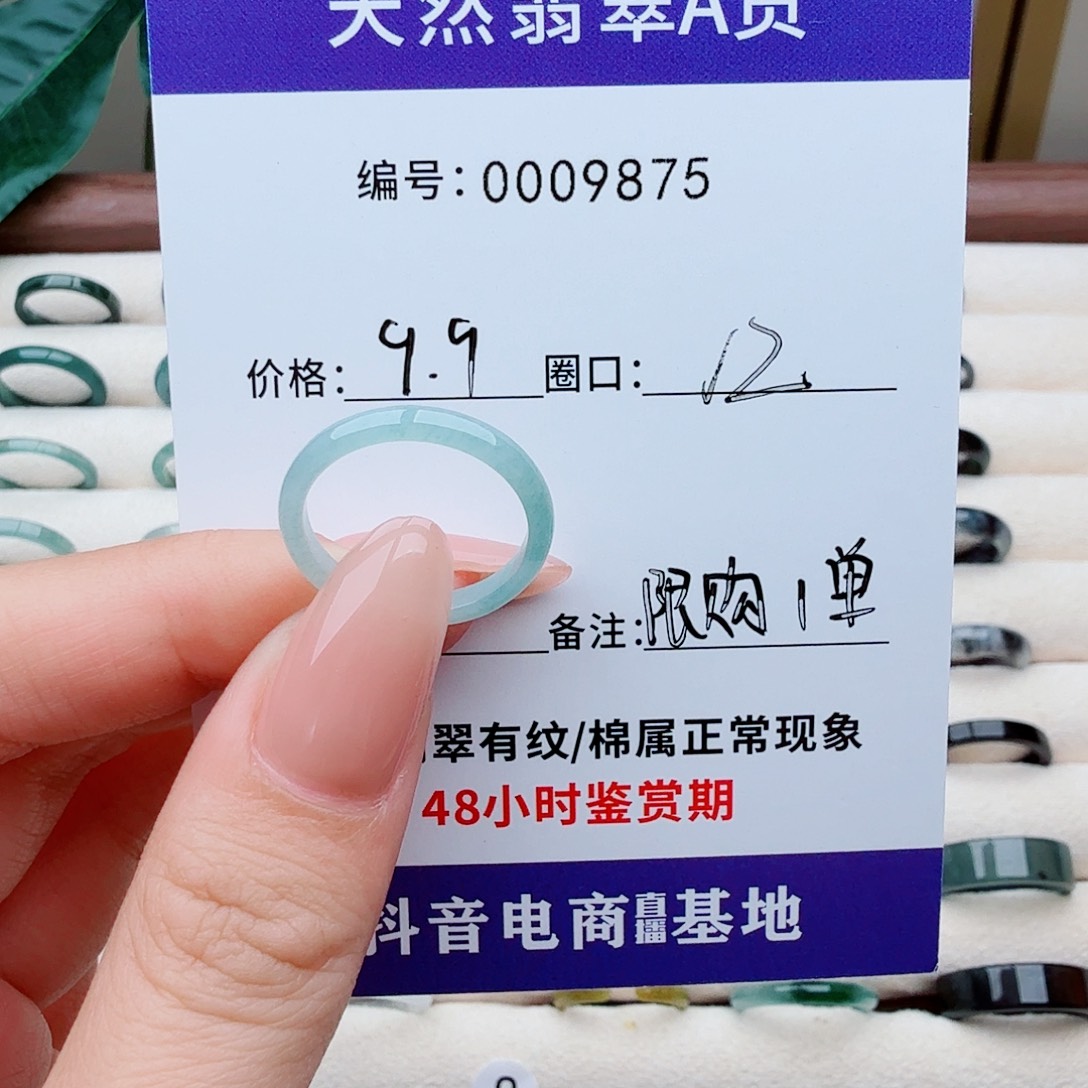 天然翡翠A货
编号：0009875
价格：9.9 圈口：12
备注：限购1单
翠有纹/棉属正常现象
48小时鉴赏期
抖音电商直播基地